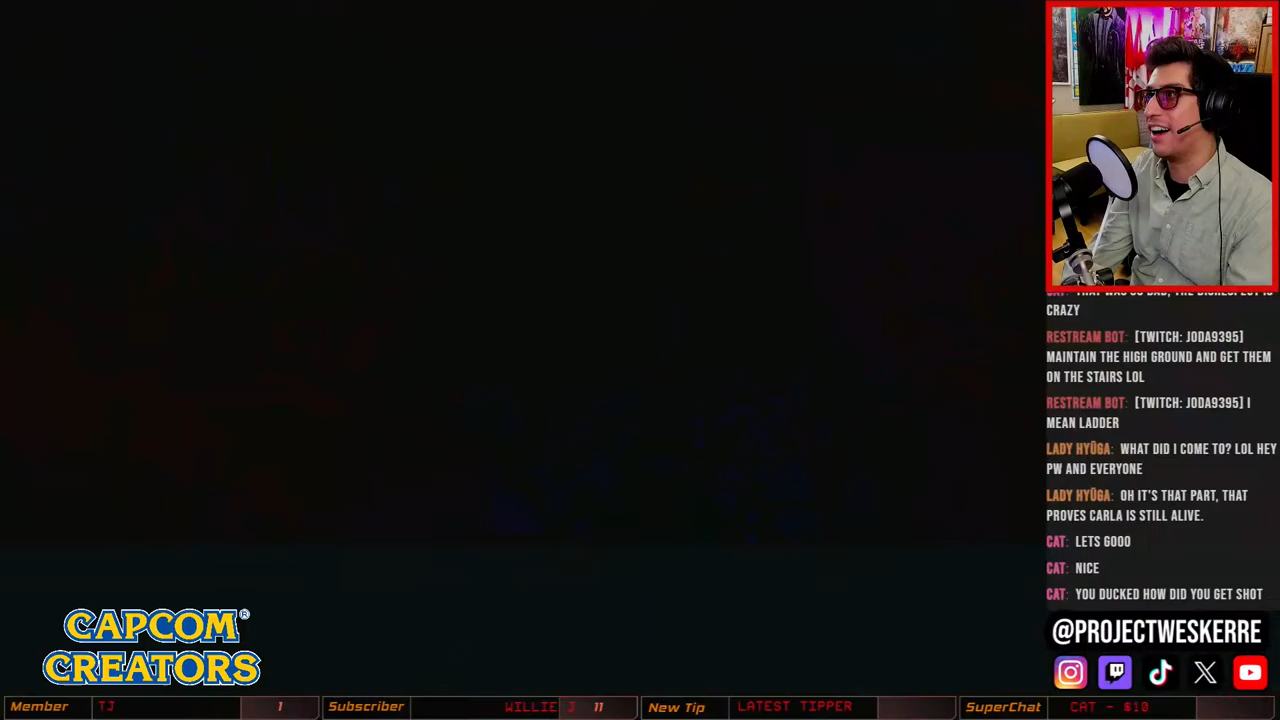 CRAZY
RESTREAM BOT: [TWITCH: JODA9395]
MAINTAIN THE HIGH GROUND AND GET THEM
ON THE STAIRS LOL
RESTREAM BOT: [TWITCH: JODA9395] I
MEAN LADDER
LADY HYŪGA: WHAT DID I COME TO? LOL HEY
PW AND EVERYONE
LADY HYŪGA: OH IT'S THAT PART, THAT
PROVES CARLA IS STILL ALIVE.
CAT: LETS GOOO
CAT: NICE
CAT: YOU DUCKED HOW DID YOU GET SHOT
@PROJECTWESKERRE
CAPCOM®
CREATORS
Member TJ 1 Subscriber WILLIE J 11 New Tip LATEST TIPPER SuperChat CAT - $10